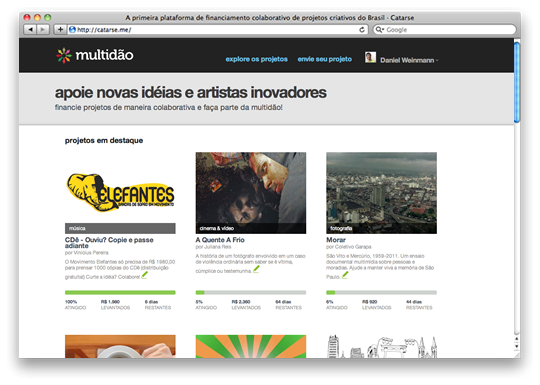 A primeira plataforma de financiamento colaborativo de projetos criativos do Brasil - Catarse
http://catarse.me/
Google
multidão
explore os projetos
envie seu projeto
Daniel Weinmann
apoie novas idéias e artistas inovadores
financie projetos de maneira colaborativa e faça parte da multidão!
projetos em destaque
ELEFANTES
música
cinema & vídeo
fotografia
CDê - Ouviu? Copie e passe
adiante
por Vinicius Pereira
O Movimento Elefantes só precisa de R$ 1980,00
para prensar 1000 cópias do CDê (distribuição
gratuita) Curte a idéia? Colabore!
100%
R$ 1,980
6 dias
ATINGIDO
LEVANTADOS
RESTANTES
A Quente A Frio
por Juliana Reis
A história de um fotógrafo envolvido em um caso
de violência ordinária sem saber se é vítima,
cúmplice ou testemunha.
5%
R$ 2,360
64 dias
ATINGIDO
LEVANTADOS
RESTANTES
Morar
por Coletivo Garapa
São Vito e Mercúrio, 1959-2011. Um ensaio
documental multimídia sobre pessoas e
moradias. Ajude a manter viva a memória de São
Paulo.
6%
R$ 920
44 dias
ATINGIDO
LEVANTADOS
RESTANTES